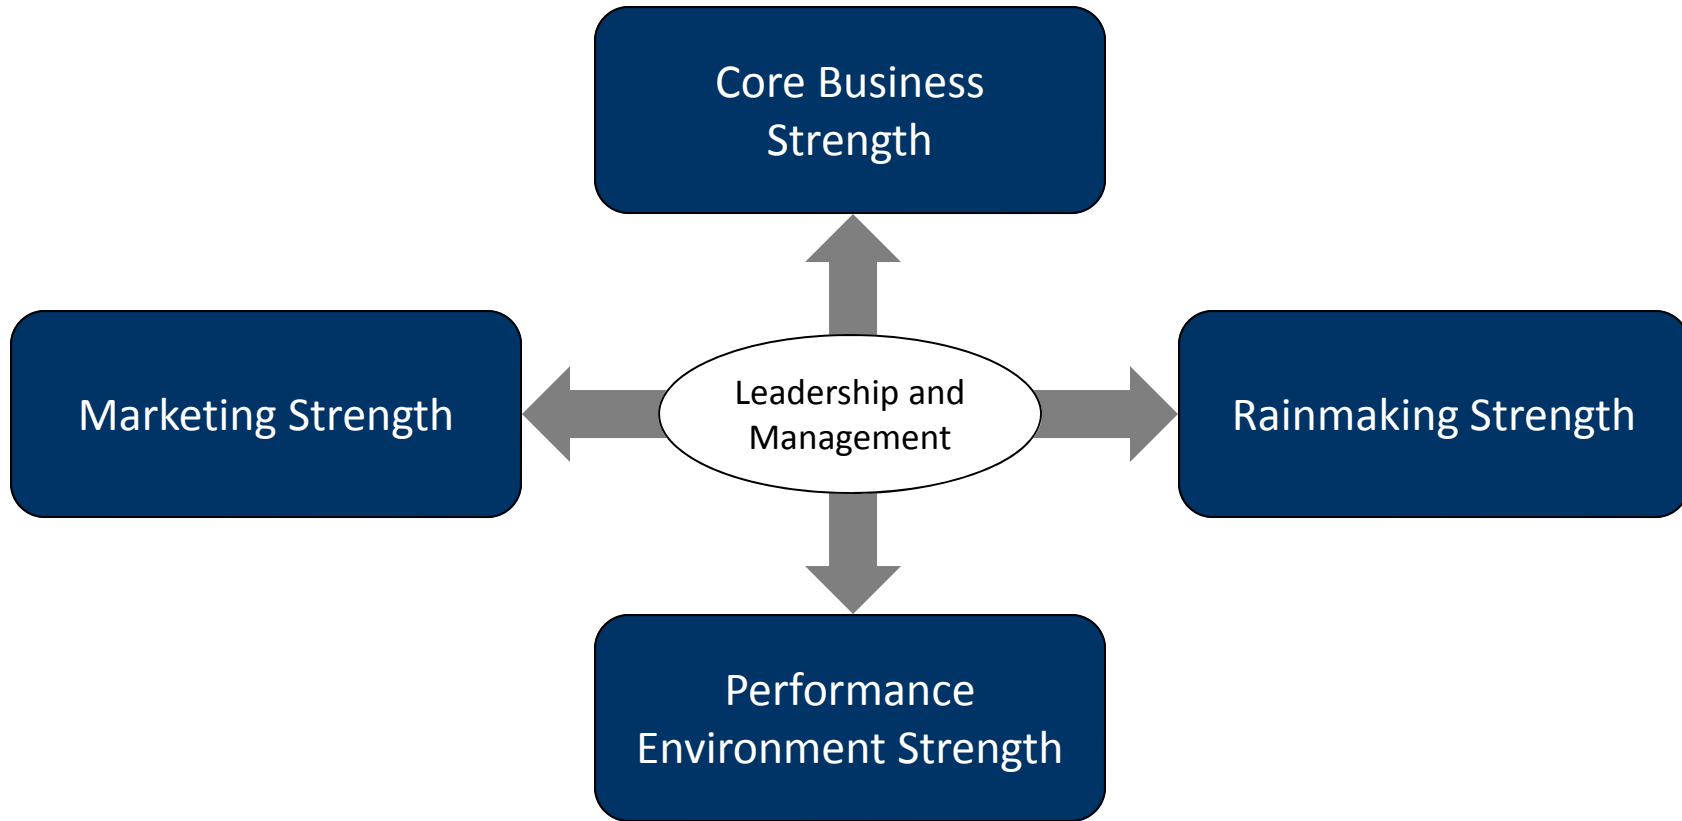 Core Business
Strength
Marketing Strength
Leadership and
Management
Rainmaking Strength
Performance
Environment Strength